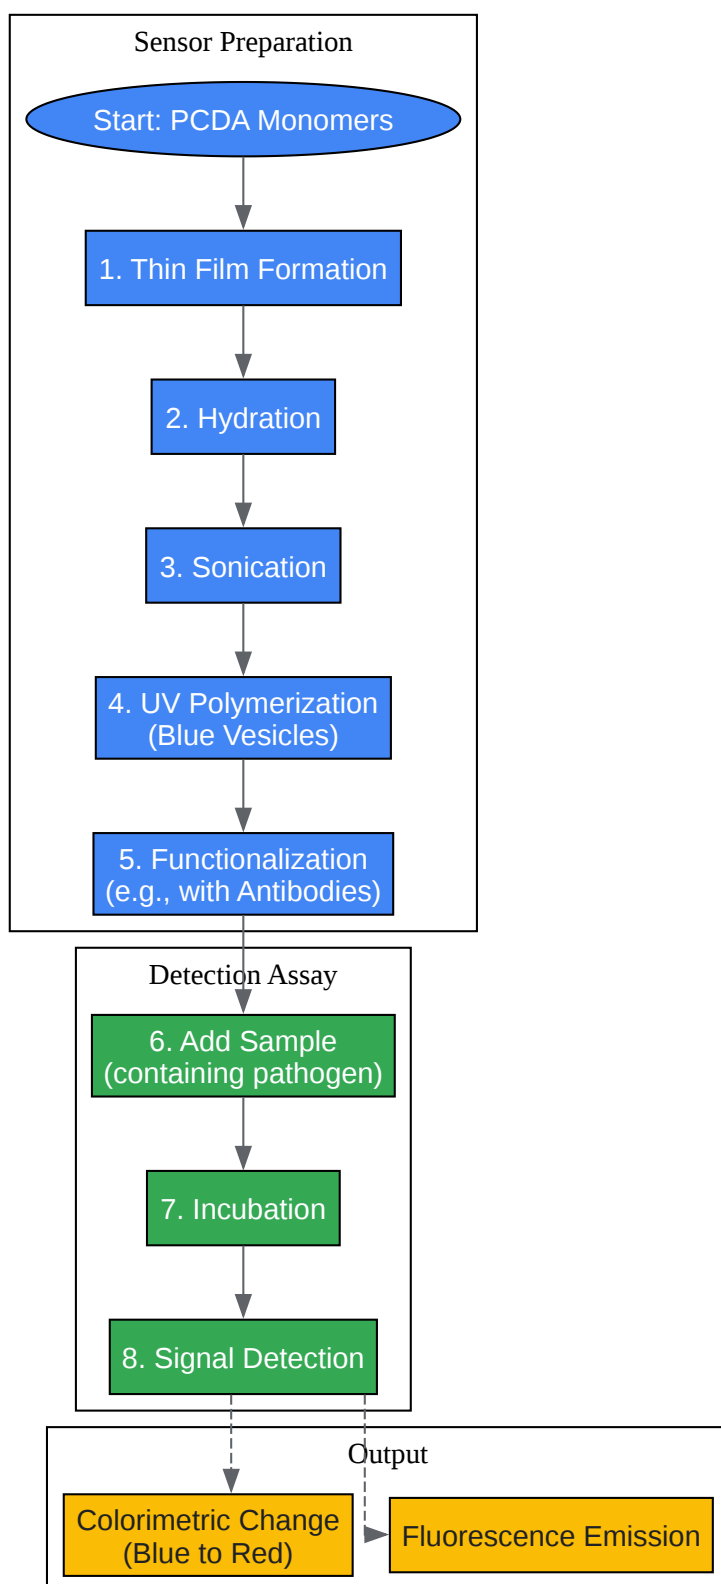 Sensor Preparation
Start: PCDA Monomers
1. Thin Film Formation
2. Hydration
3. Sonication
4. UV Polymerization
(Blue Vesicles)
5. Functionalization
(e.g., with Antibodies)
Detection Assay
6. Add Sample
(containing pathogen)
7. Incubation
8. Signal Detection
Output
Colorimetric Change
(Blue to Red)
Fluorescence Emission